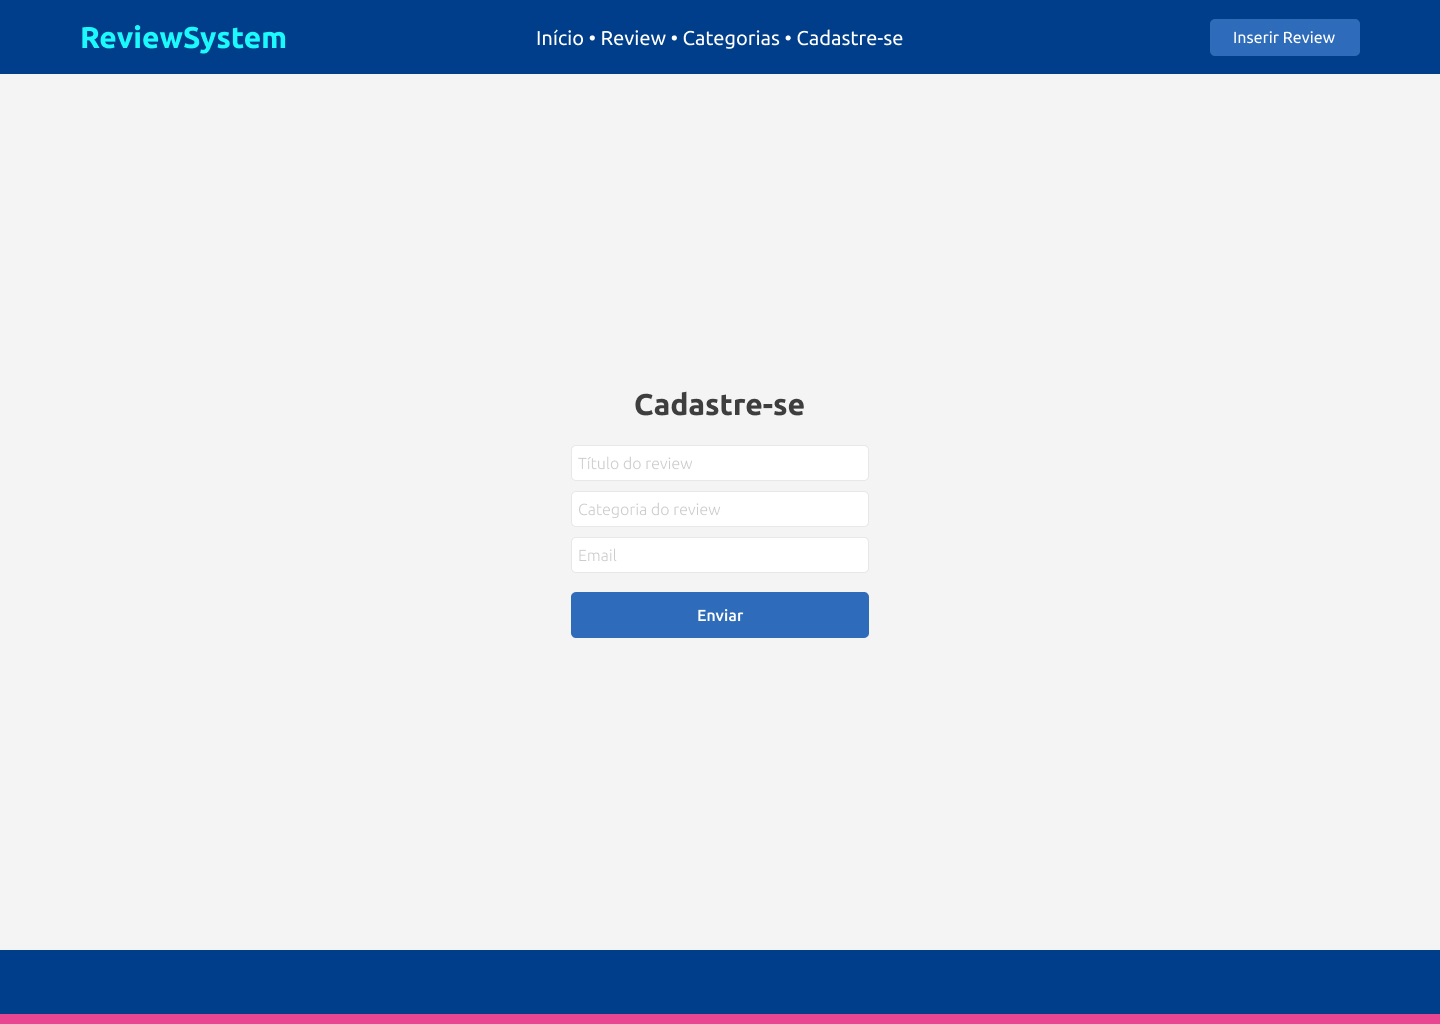 ReviewSystem
Início • Review • Categorias • Cadastre-se
Inserir Review
Cadastre-se
Título do review
Categoria do review
Email
Enviar